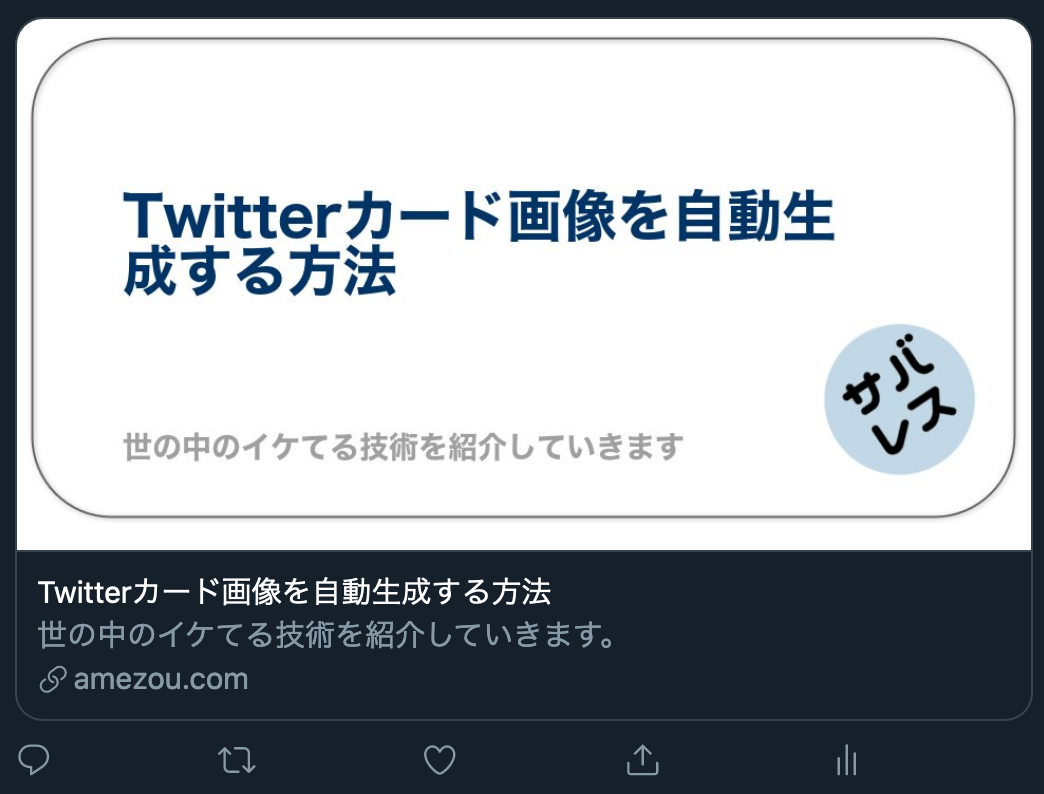 Twitterカード画像を自動生
成する方法
サバ
レス
世の中のイケてる技術を紹介していきます
Twitterカード画像を自動生成する方法
世の中のイケてる技術を紹介していきます。
amezou.com